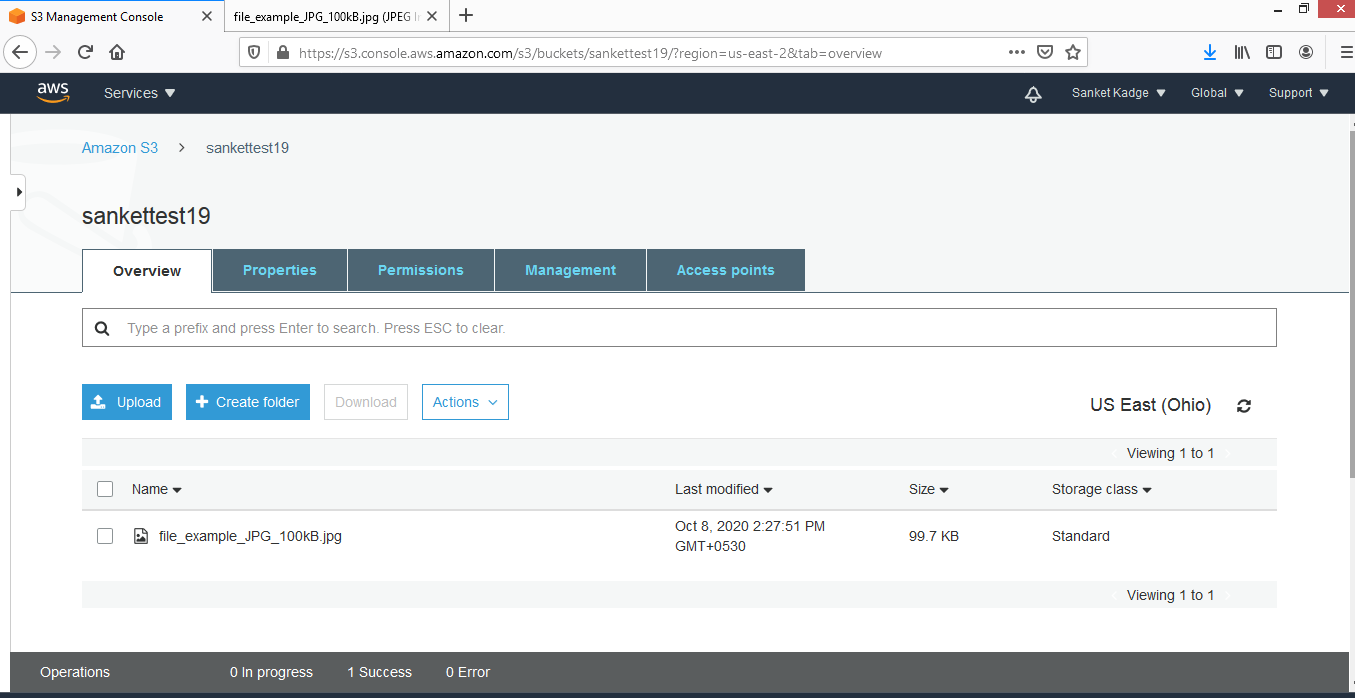 S3 Management Console
file_example_JPG_100kB.jpg (JPEG I
https://s3.console.aws.amazon.com/s3/buckets/sankettest19/?region=us-east-2&tab=overview
aws Services Sanket Kadge Global Support
Amazon S3 > sankettest19
sankettest19
Overview Properties Permissions Management Access points
Type a prefix and press Enter to search. Press ESC to clear.
Upload Create folder Download Actions US East (Ohio)
Viewing 1 to 1
Name Last modified Size Storage class
file_example_JPG_100kB.jpg Oct 8, 2020 2:27:51 PM 99.7 KB Standard
GMT+0530
Viewing 1 to 1
Operations 0 In progress 1 Success 0 Error